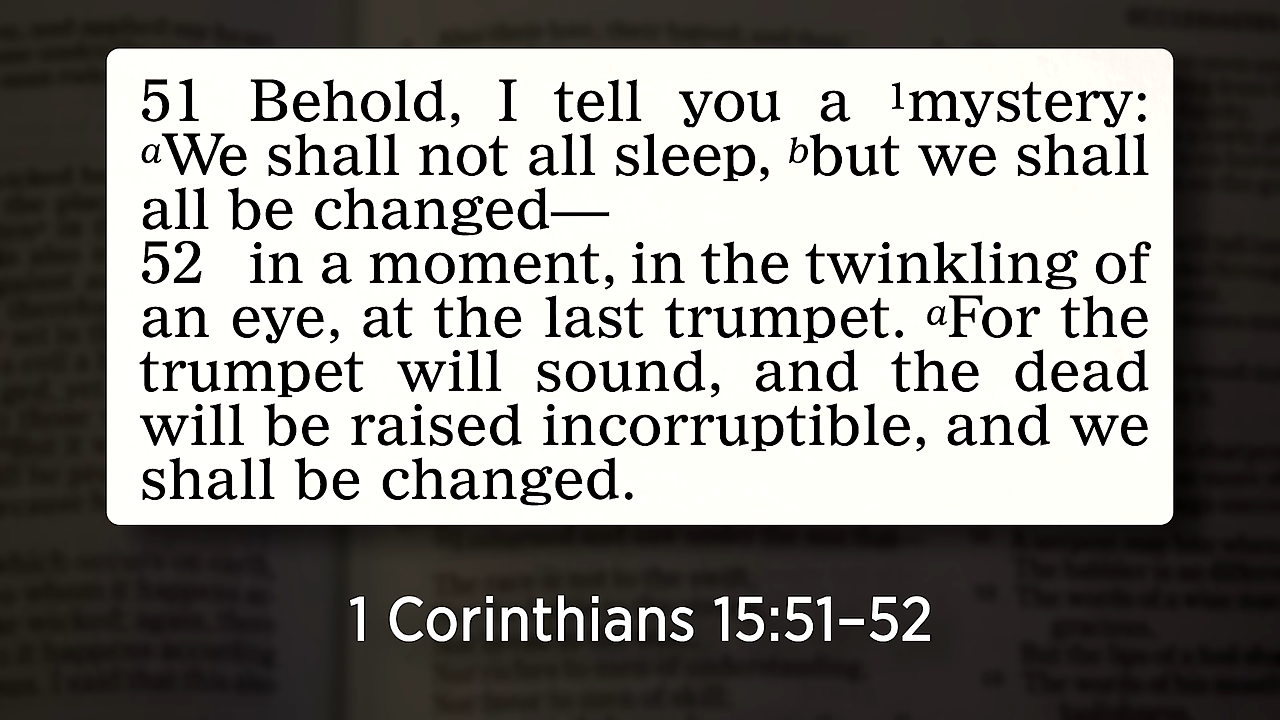 51 Behold, I tell you a 1mystery:
aWe shall not all sleep, bbut we shall
all be changed—
52 in a moment, in the twinkling of
an eye, at the last trumpet. aFor the
trumpet will sound, and the dead
will be raised incorruptible, and we
shall be changed.
1 Corinthians 15:51–52